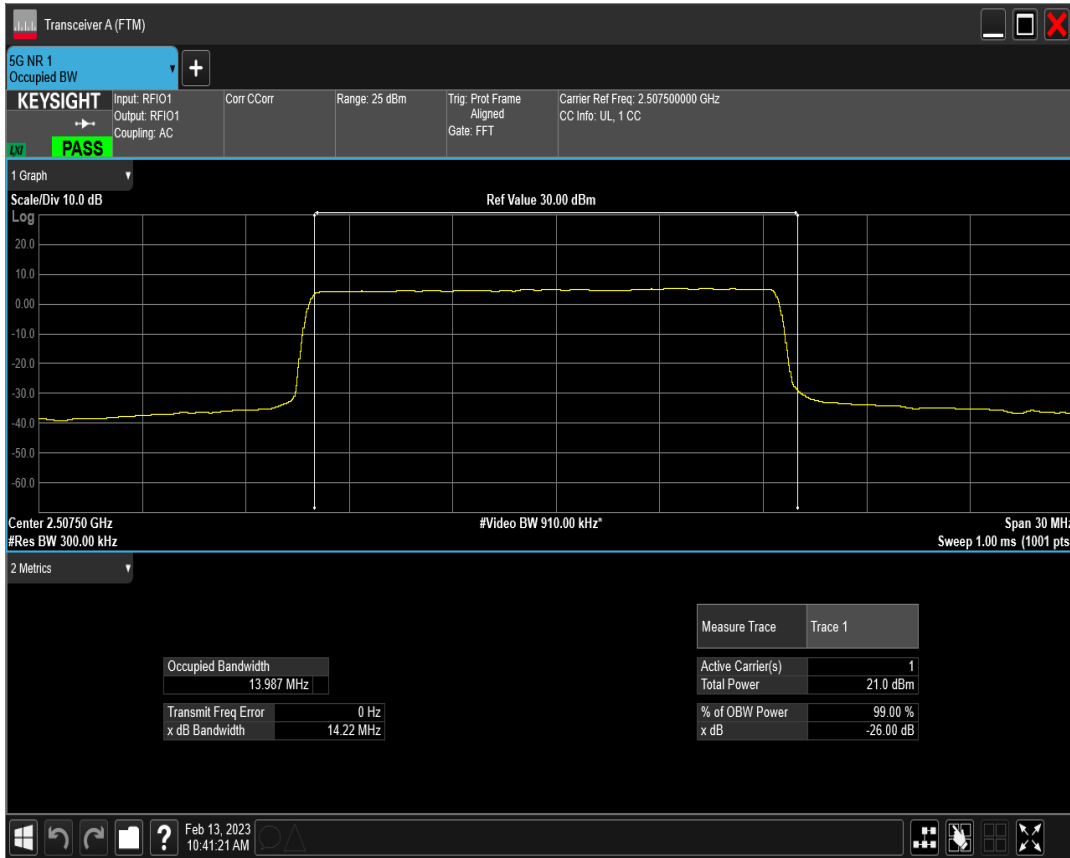 Transceiver A (FTM)
5G NR 1
Occupied BW
+
KEYSIGHT
Input: RFIO1
Output: RFIO1
Coupling: AC
Corr CCorr
Range: 25 dBm
Trig: Prot Frame
Aligned
Gate: FFT
Carrier Ref Freq: 2.507500000 GHz
CC Info: UL, 1 CC
LXI
PASS
1 Graph
Scale/Div 10.0 dB
Ref Value 30.00 dBm
Log
20.0
10.0
0.00
-10.0
-20.0
-30.0
-40.0
-50.0
-60.0
Center 2.50750 GHz
#Video BW 910.00 kHz*
Span 30 MHz
#Res BW 300.00 kHz
Sweep 1.00 ms (1001 pts
2 Metrics
Measure Trace Trace 1
Occupied Bandwidth
13.987 MHz
Active Carrier(s) 1
Total Power 21.0 dBm
Transmit Freq Error 0 Hz
x dB Bandwidth 14.22 MHz
% of OBW Power 99.00 %
x dB -26.00 dB
?
Feb 13, 2023
10:41:21 AM